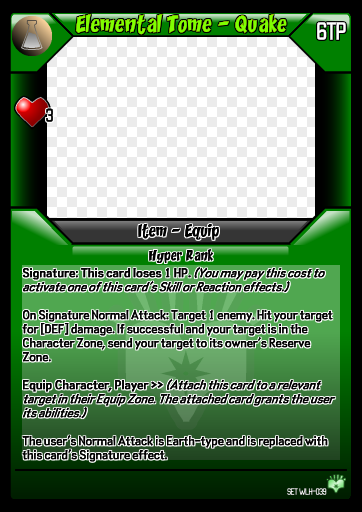 Elemental Tome - Quake
6TP
3
Item - Equip
Hyper Rank
Signature: This card loses 1 HP. (You may pay this cost to
activate one of this card's Skill or Reaction effects.)
On Signature Normal Attack: Target 1 enemy. Hit your target
for [DEF] damage. If successful and your target is in the
Character Zone, send your target to its owner's Reserve
Zone.
Equip Character, Player >> (Attach this card to a relevant
target in their Equip Zone. The attached card grants the user
its abilities.)
The user's Normal Attack is Earth-type and is replaced with
this card's Signature effect.
SET WLH-039